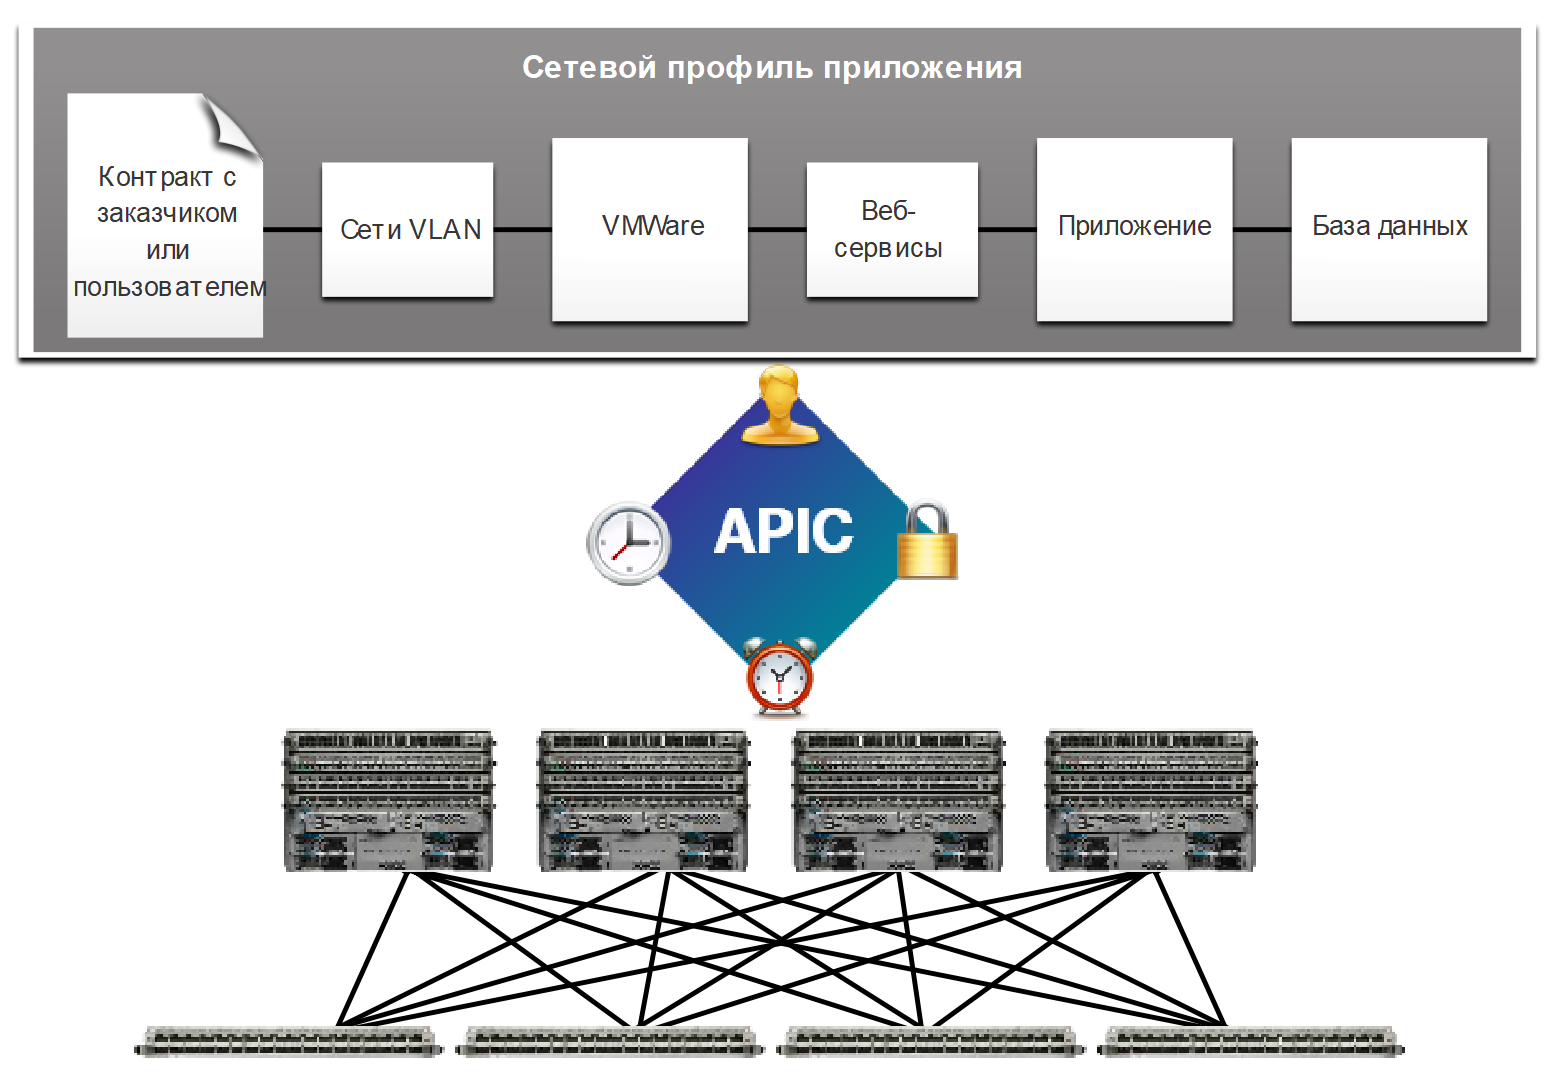 Сетевой профиль приложения
Контракт с
заказчиком
или
пользователем
Сети VLAN
VMWare
Веб-
сервисы
Приложение
База данных
APIC